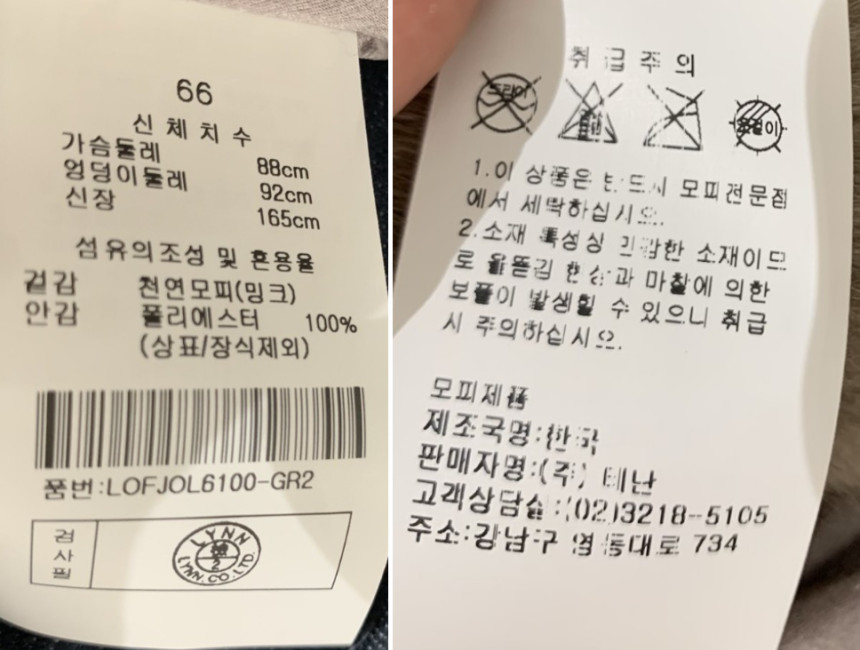 66
신체치수
가슴둘레 88cm
엉덩이둘레 92cm
신장 165cm
섬유의조성 및 혼용율
겉감 천연모피(밍크)
안감 폴리에스터 100%
(상표/장식제외)
품번:LOFJOL6100-GR2
검사필
LYNN
檢
2
LYNN.CO.LTD.
취급주의
드라이
1.이 상품은 반드시 모피전문점
에서 세탁하십시오.
2.소재 특성상 민감한 소재이므
로 올뜯김 현상과 마찰에 의한
보풀이 발생할 수 있으니 취급
시 주의하십시오.
모피제품
제조국명:한국
판매자명:(주)
고객상담실:(02)3218-5105
주소:강남구 영동대로 734